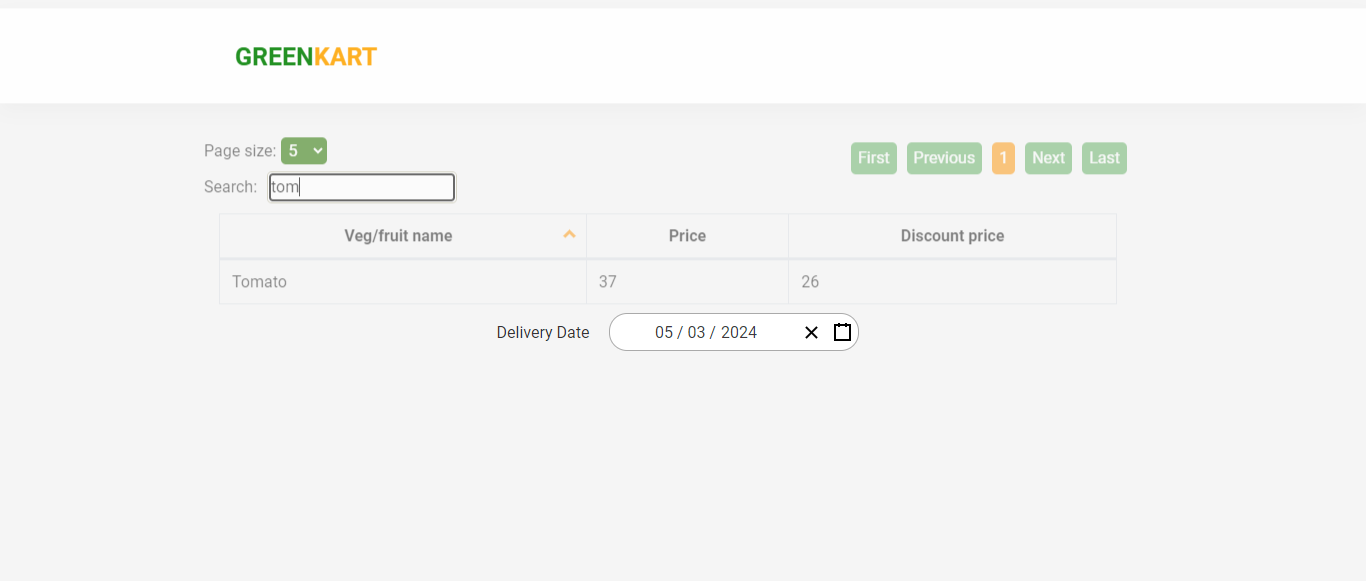 GREENKART
Page size: 5
First Previous 1 Next Last
Search: tom
Veg/fruit name Price Discount price
Tomato 37 26
Delivery Date 05 / 03 / 2024